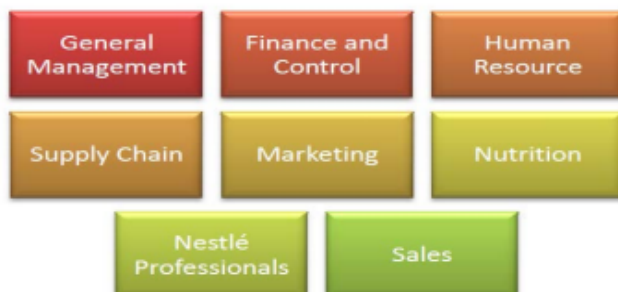 General
Management
Finance and
Control
Human
Resource
Supply Chain
Marketing
Nutrition
Nestlé
Professionals
Sales